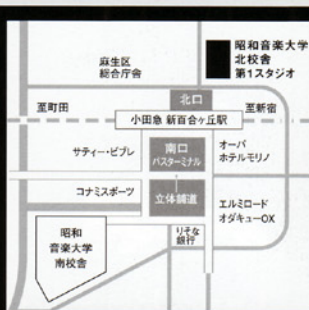 昭和音楽大学
北校舎
第1スタジオ
麻生区
総合庁舎
北口
至町田
至新宿
小田急 新百合ヶ丘駅
サティー・ビブレ
南口
バスターミナル
オーパ
ホテルモリノ
コナミスポーツ
立体舗道
エルミロード
オダキューOX
昭和
音楽大学
南校舎
りそな
銀行